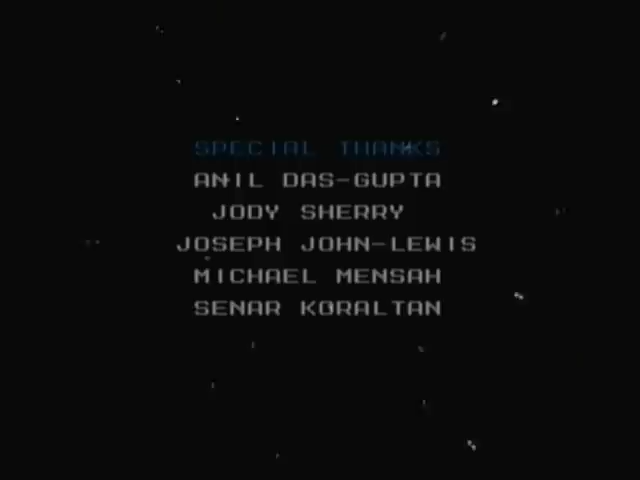 SPECIAL THANKS
ANIL DAS-GUPTA
JODY SHERRY
JOSEPH JOHN-LEWIS
MICHAEL MENSAH
SENAR KORALTAN